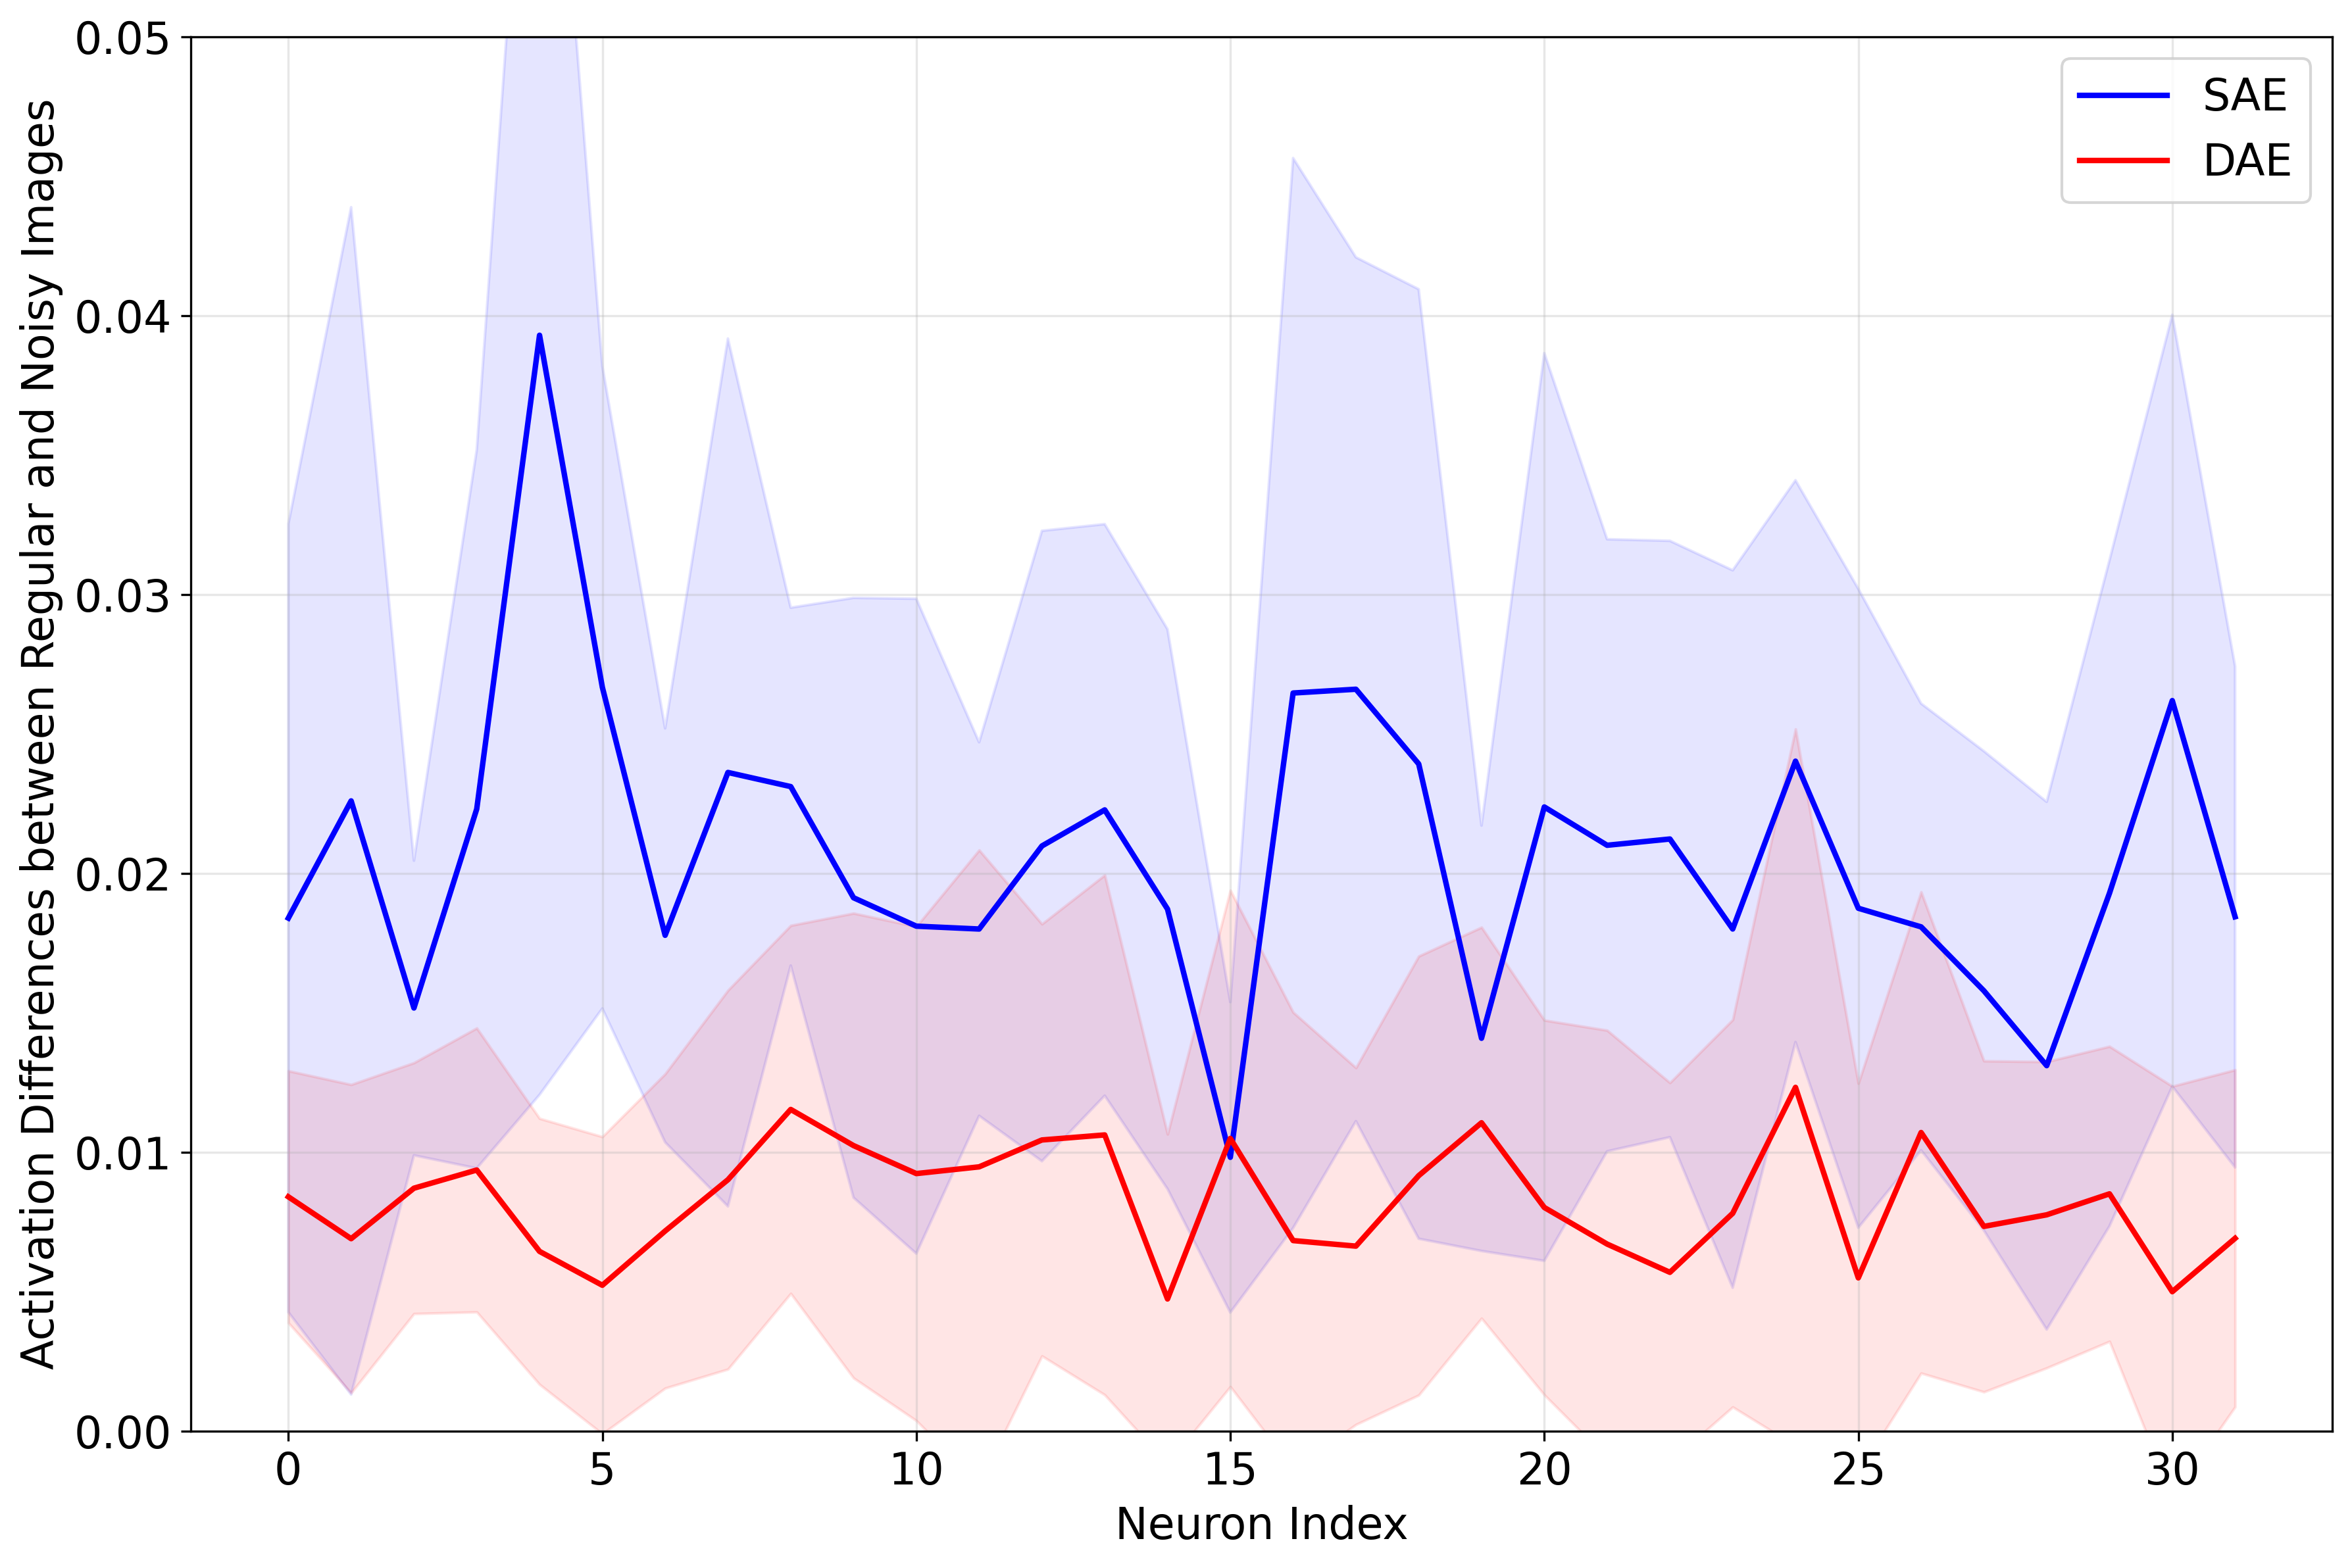 Activation Differences between Regular and Noisy Images
0.05
0.04
0.03
0.02
0.01
0.00
SAE
DAE
0 5 10 15 20 25 30
Neuron Index